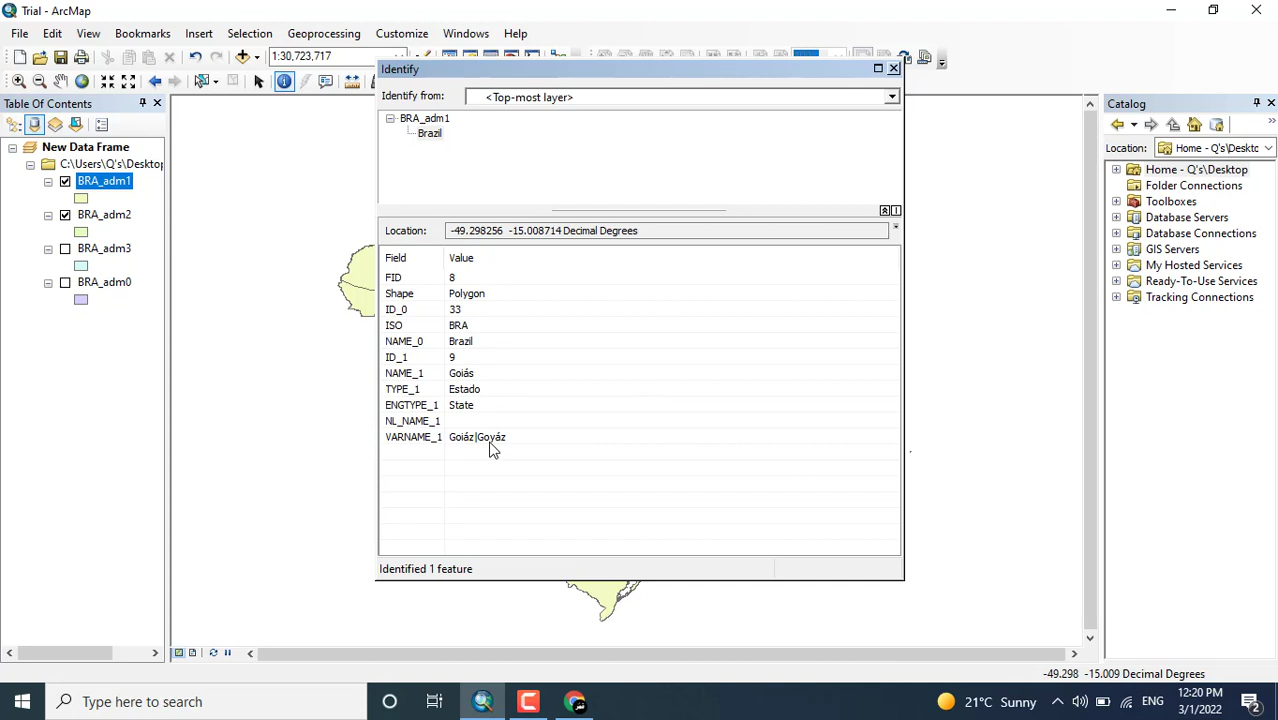 Trial - ArcMap
File Edit View Bookmarks Insert Selection Geoprocessing Customize Windows Help
1:30,723,717
Identify
Identify from: <Top-most layer>
BRA_adm1
Brazil
Location: -49.298256 -15.008714 Decimal Degrees
Field Value
FID 8
Shape Polygon
ID_0 33
ISO BRA
NAME_0 Brazil
ID_1 9
NAME_1 Goiás
TYPE_1 Estado
ENGTYPE_1 State
NL_NAME_1
VARNAME_1 Goiáz|Goyáz
Identified 1 feature
Table Of Contents
New Data Frame
C:\Users\Q's\Desktop
BRA_adm1
BRA_adm2
BRA_adm3
BRA_adm0
Catalog
Location: Home - Q's\Deskto
Home - Q's\Desktop
Folder Connections
Toolboxes
Database Servers
Database Connections
GIS Servers
My Hosted Services
Ready-To-Use Services
Tracking Connections
-49.298 -15.009 Decimal Degrees
Type here to search
21°C Sunny
ENG
12:20 PM
3/1/2022
2